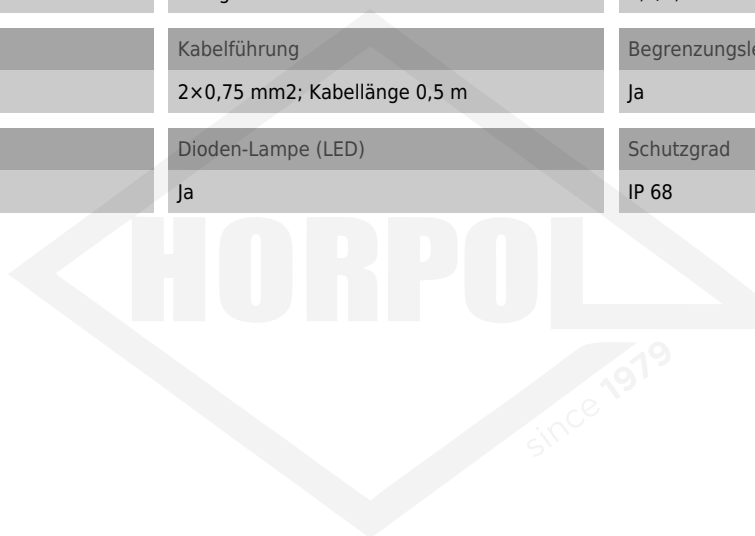 Kabelführung
Begrenzungsle
2×0,75 mm2; Kabellänge 0,5 m
Ja
Dioden-Lampe (LED)
Schutzgrad
Ja
IP 68
HORPOL
since 1979